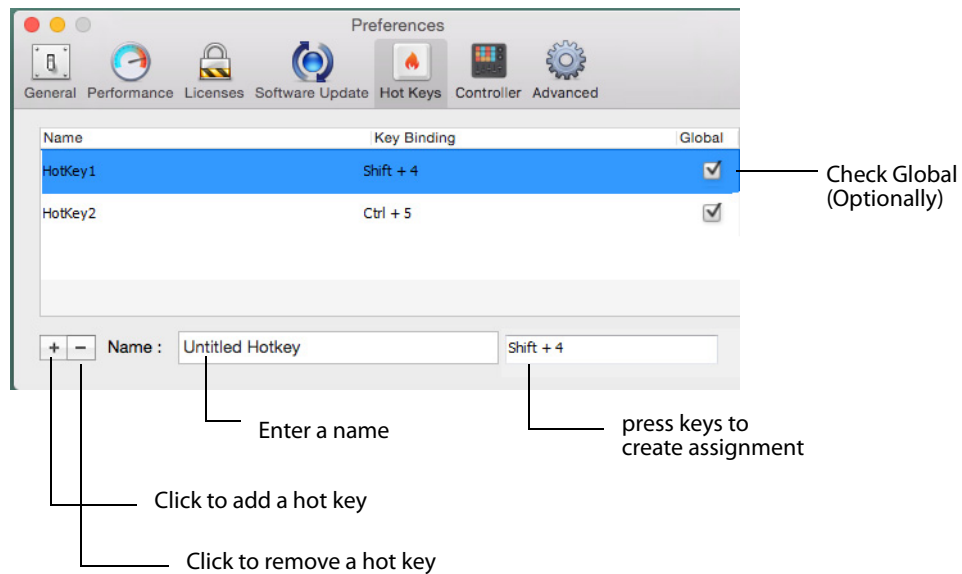 Preferences
General Performance Licenses Software Update Hot Keys Controller Advanced
Name Key Binding Global
HotKey1 Shift + 4
Check Global
(Optionally)
HotKey2 Ctrl + 5
+ - Name : Untitled Hotkey Shift + 4
Enter a name
press keys to
create assignment
Click to add a hot key
Click to remove a hot key